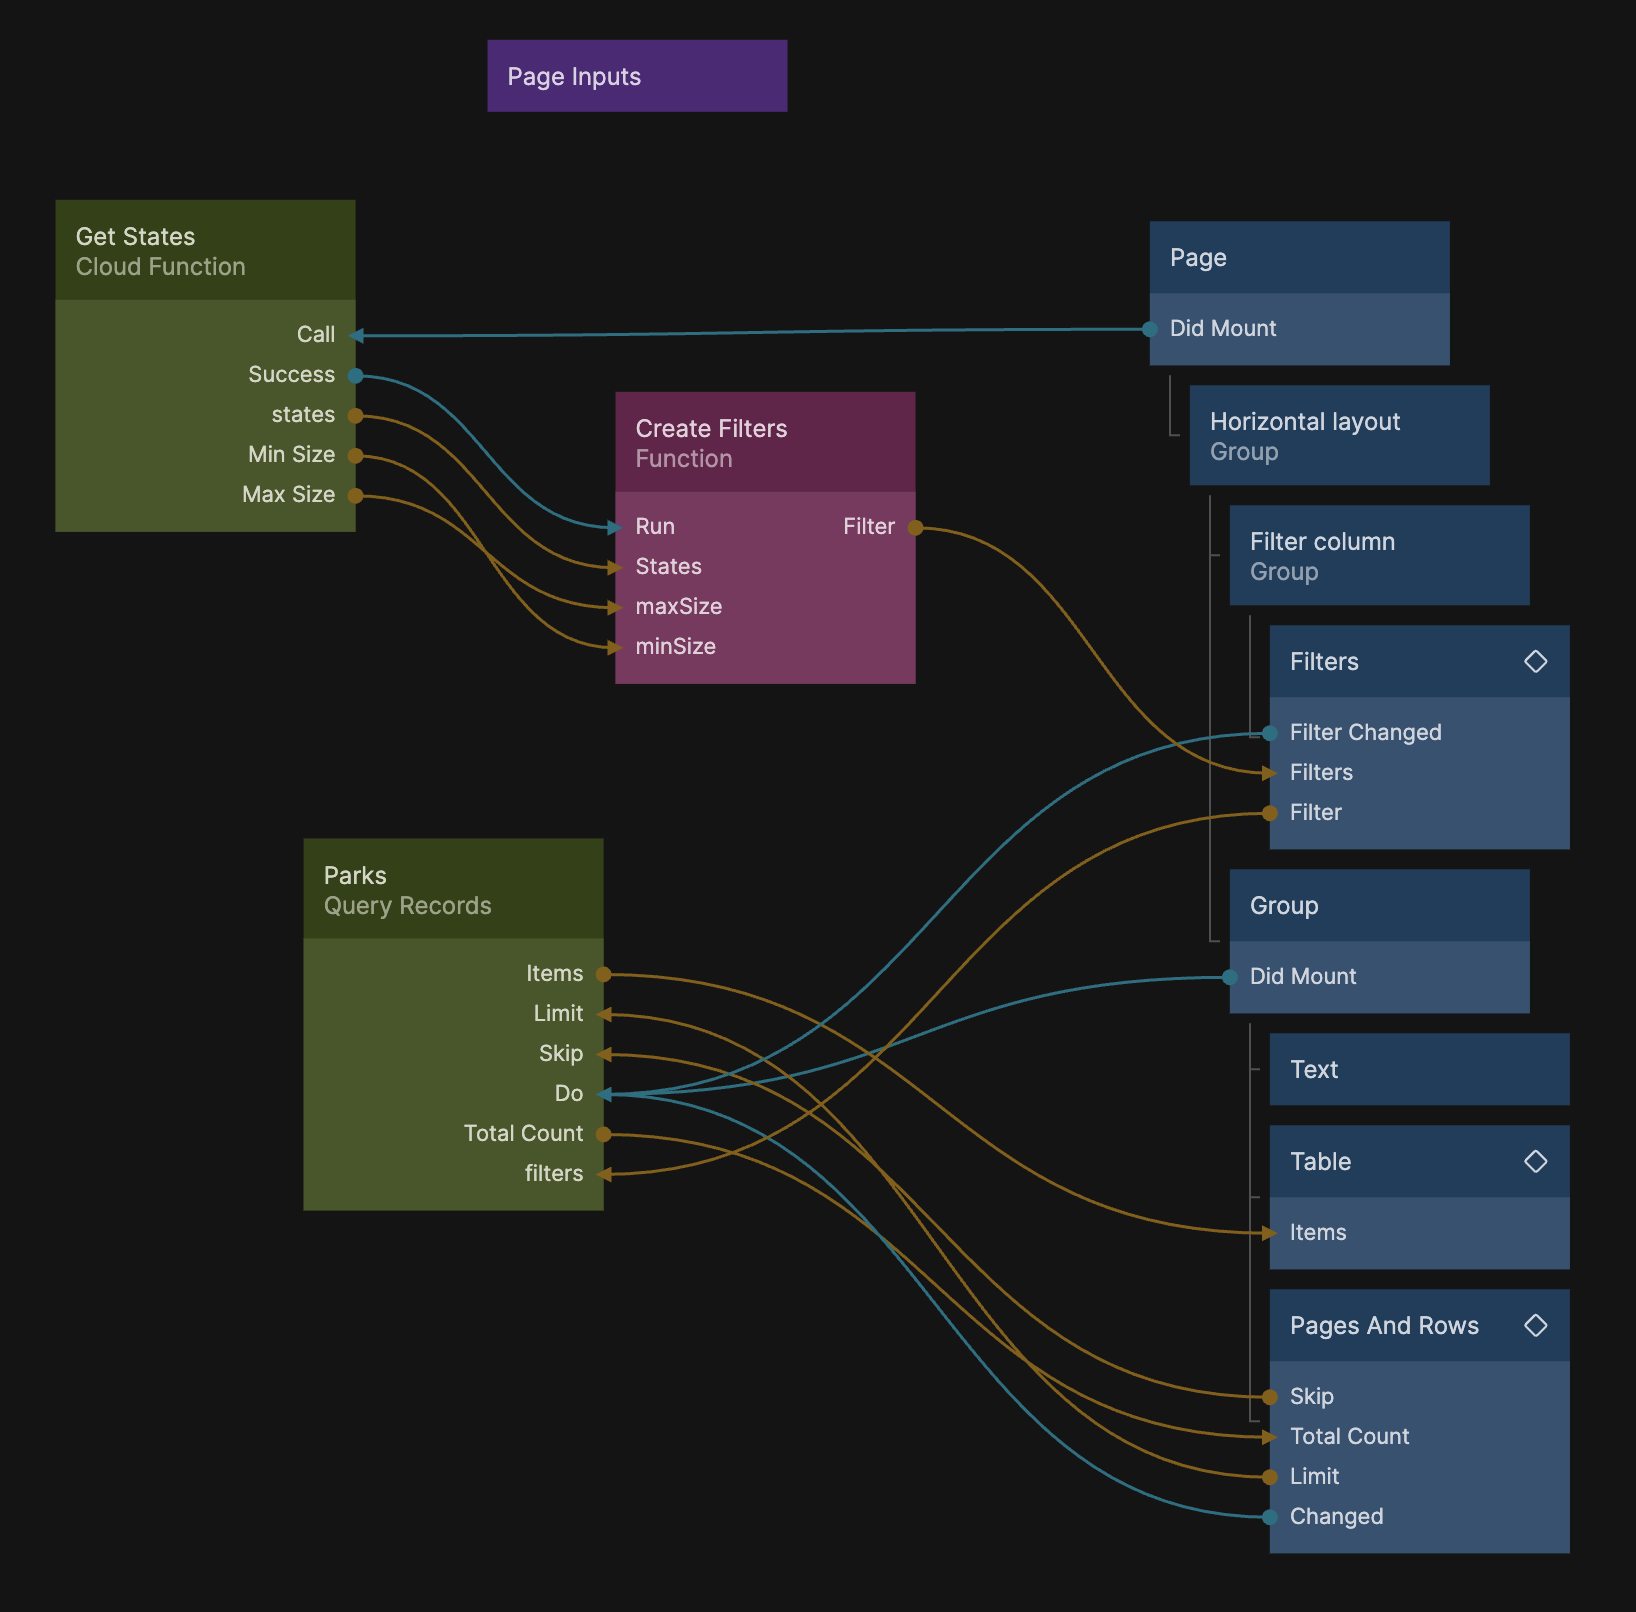 Page Inputs
Get States
Cloud Function
Call
Success
states
Min Size
Max Size
Create Filters
Function
Run
Filter
States
maxSize
minSize
Parks
Query Records
Items
Limit
Skip
Do
Total Count
filters
Page
Did Mount
Horizontal layout
Group
Filter column
Group
Filters
Filter Changed
Filters
Filter
Group
Did Mount
Text
Table
Items
Pages And Rows
Skip
Total Count
Limit
Changed